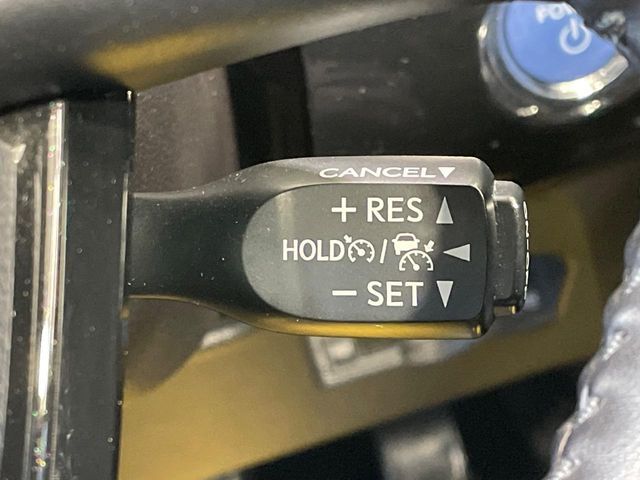 CANCEL▼
+ RES ▲
HOLD / ◀
− SET ▼